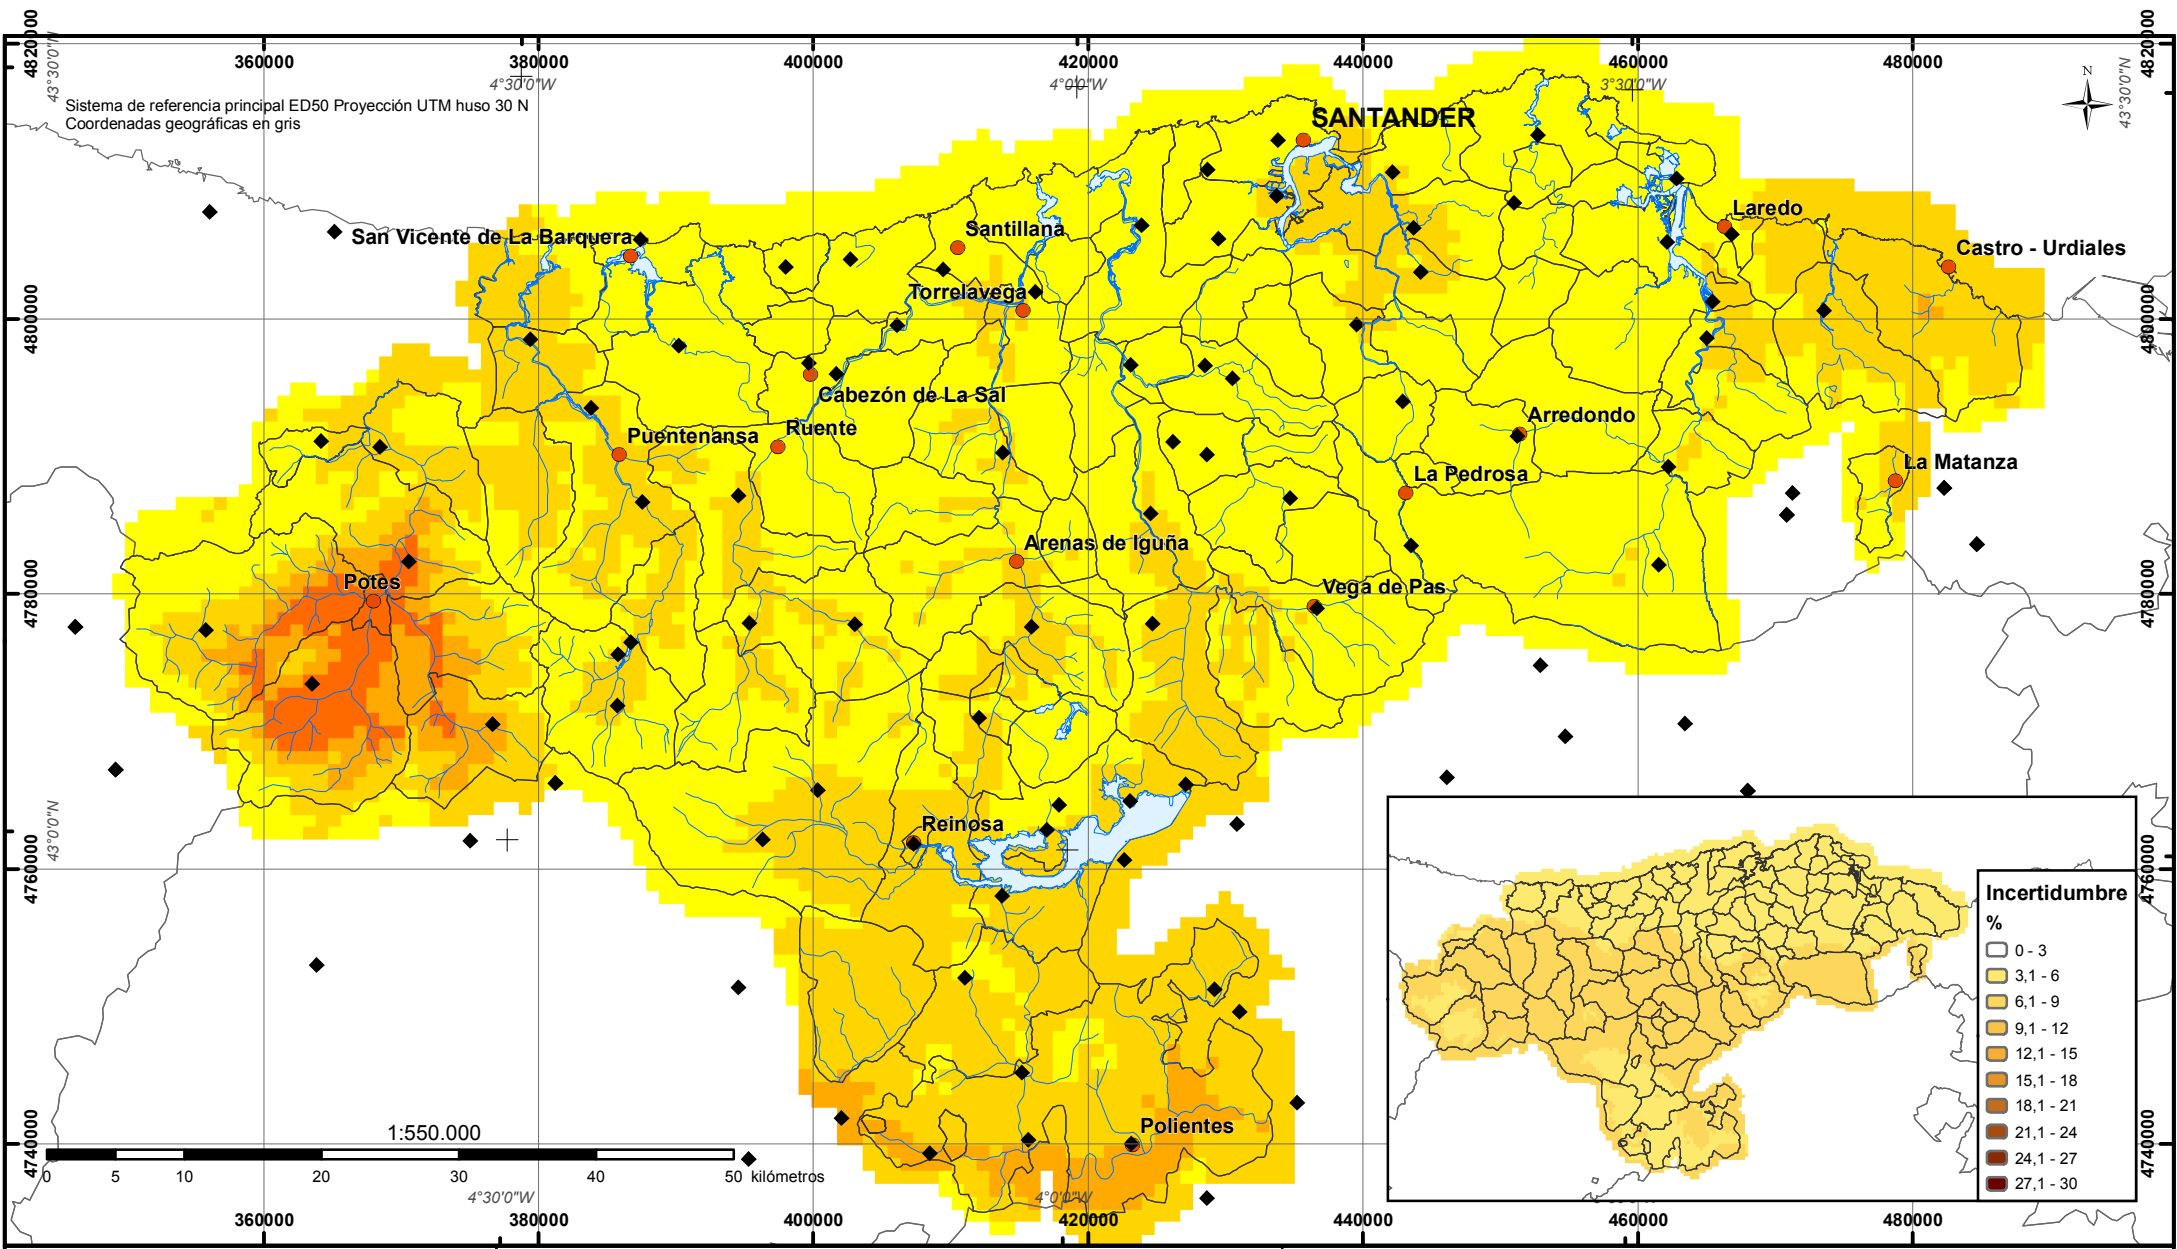 360000
380000
400000
420000
440000
460000
480000
4820000
4820000
43°30'0"N
4°30'0"W
4°0'0"W
3°30'0"W
43°30'0"N
N
Sistema de referencia principal ED50 Proyección UTM huso 30 N
Coordenadas geográficas en gris
SANTANDER
Laredo
Santillana
San Vicente de La Barquera
Castro - Urdiales
Torrelavega
4800000
4800000
Cabezón de La Sal
Arredondo
Ruente
Puentenansa
La Matanza
La Pedrosa
Arenas de Iguña
Potes
Vega de Pas
4780000
4780000
Reinosa
43°0'0"N
4760000
4760000
Incertidumbre
%
0 - 3
3,1 - 6
6,1 - 9
9,1 - 12
12,1 - 15
15,1 - 18
18,1 - 21
21,1 - 24
24,1 - 27
27,1 - 30
Polientes
4740000
4740000
1:550.000
0 5 10 20 30 40 50 kilómetros
4°30'0"W
4°0'0"W
360000
380000
400000
420000
440000
460000
480000